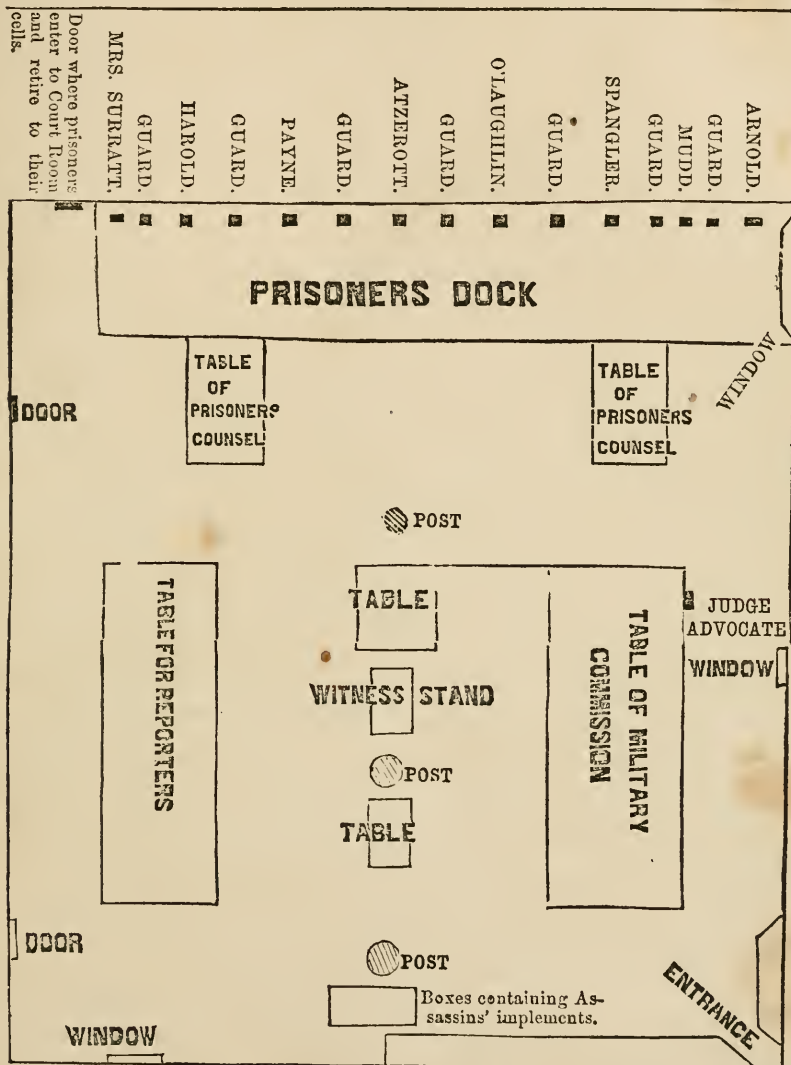 Door where prisoners
enter to Court Room
and retire to their
cells.
MRS. SURRATT.
GUARD.
HAROLD.
GUARD.
PAYNE.
GUARD.
ATZEROTT.
GUARD.
O'LAUGHLIN.
GUARD.
SPANGLER.
GUARD.
MUDD.
GUARD.
ARNOLD.
PRISONERS DOCK
TABLE
OF
PRISONERS
COUNSEL
TABLE
OF
PRISONERS
COUNSEL
WINDOW
DOOR
POST
TABLE FOR REPORTERS
TABLE
WITNESS STAND
POST
TABLE
TABLE OF MILITARY
COMMISSION
JUDGE
ADVOCATE
WINDOW
DOOR
POST
Boxes containing As-
sassins' implements.
ENTRANCE
WINDOW